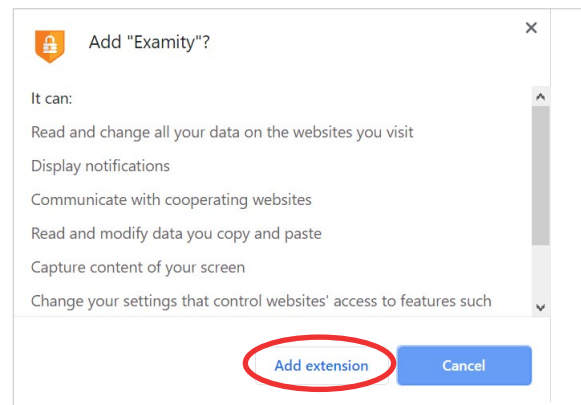 Add "Examity"?
It can:
Read and change all your data on the websites you visit
Display notifications
Communicate with cooperating websites
Read and modify data you copy and paste
Capture content of your screen
Change your settings that control websites' access to features such
Add extension
Cancel